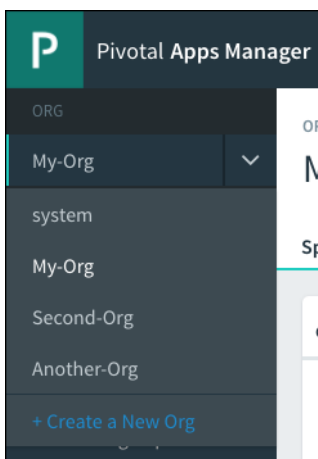 P Pivotal Apps Manager
ORG
My-Org
system
My-Org
Second-Org
Another-Org
+ Create a New Org